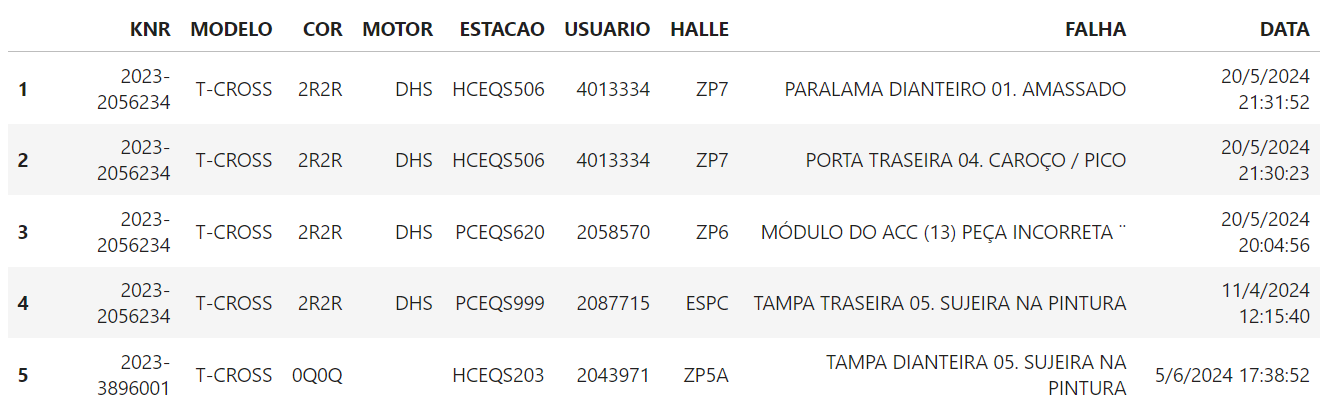 KNR MODELO COR MOTOR ESTACAO USUARIO HALLE FALHA DATA
1 2023-2056234 T-CROSS 2R2R DHS HCEQS506 4013334 ZP7 PARALAMA DIANTEIRO 01. AMASSADO 20/5/2024 21:31:52
2 2023-2056234 T-CROSS 2R2R DHS HCEQS506 4013334 ZP7 PORTA TRASEIRA 04. CAROÇO / PICO 20/5/2024 21:30:23
3 2023-2056234 T-CROSS 2R2R DHS PCEQS620 2058570 ZP6 MÓDULO DO ACC (13) PEÇA INCORRETA ¨ 20/5/2024 20:04:56
4 2023-2056234 T-CROSS 2R2R DHS PCEQS999 2087715 ESPC TAMPA TRASEIRA 05. SUJEIRA NA PINTURA 11/4/2024 12:15:40
5 2023-3896001 T-CROSS 0Q0Q HCEQS203 2043971 ZP5A TAMPA DIANTEIRA 05. SUJEIRA NA PINTURA 5/6/2024 17:38:52